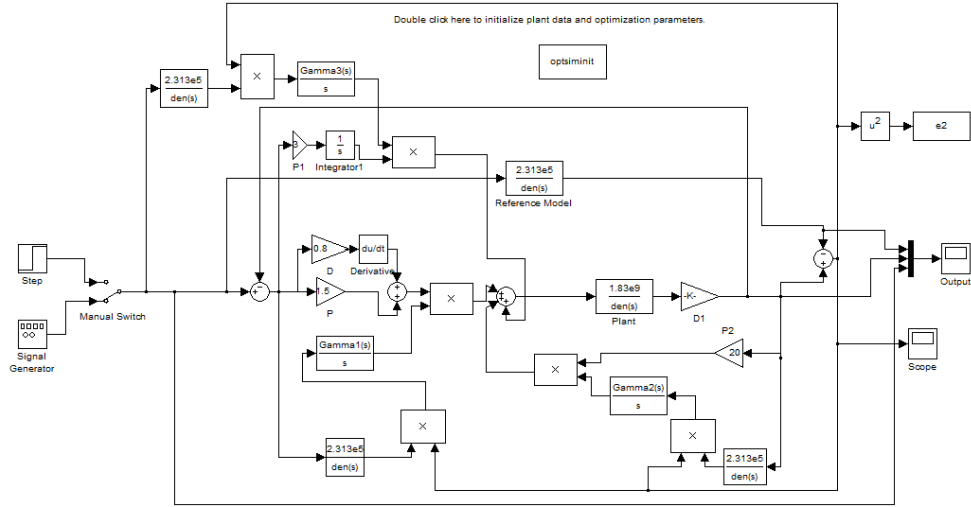 Double click here to initialize plant data and optimization parameters.
optsiminit
2.313e5
den(s)
×
Gamma3(s)
s
u²
e2
3
P1
1
s
Integrator1
×
2.313e5
den(s)
Reference Model
Step
0.8
D
du/dt
Derivative
1.5
P
×
1.83e9
den(s)
Plant
-K-
D1
Output
Manual Switch
Signal
Generator
Gamma1(s)
s
P2
20
Scope
×
Gamma2(s)
s
×
×
2.313e5
den(s)
2.313e5
den(s)